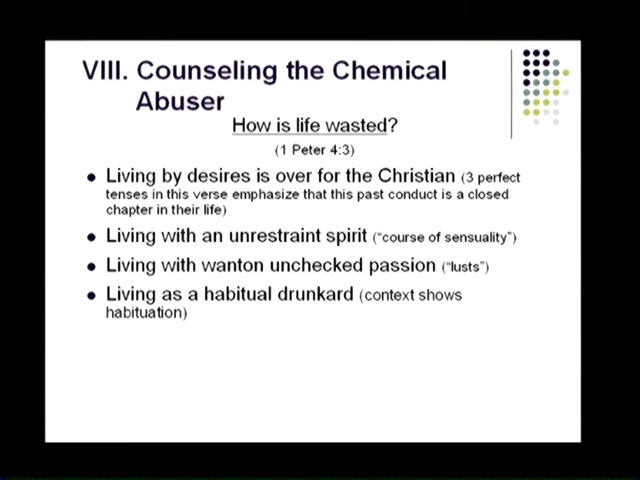 VIII. Counseling the Chemical
Abuser
How is life wasted?
(1 Peter 4:3)
● Living by desires is over for the Christian (3 perfect
tenses in this verse emphasize that this past conduct is a closed
chapter in their life)
● Living with an unrestraint spirit ("course of sensuality")
● Living with wanton unchecked passion ("lusts")
● Living as a habitual drunkard (context shows
habituation)